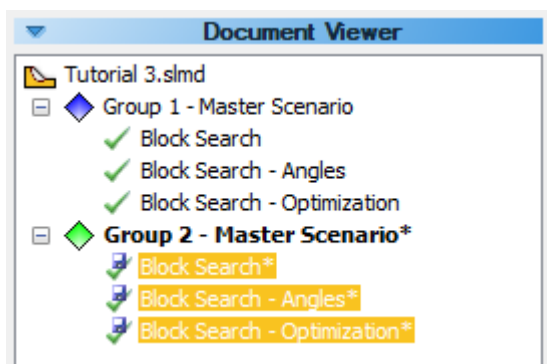 Document Viewer
Tutorial 3.slmd
Group 1 - Master Scenario
Block Search
Block Search - Angles
Block Search - Optimization
Group 2 - Master Scenario*
Block Search*
Block Search - Angles*
Block Search - Optimization*